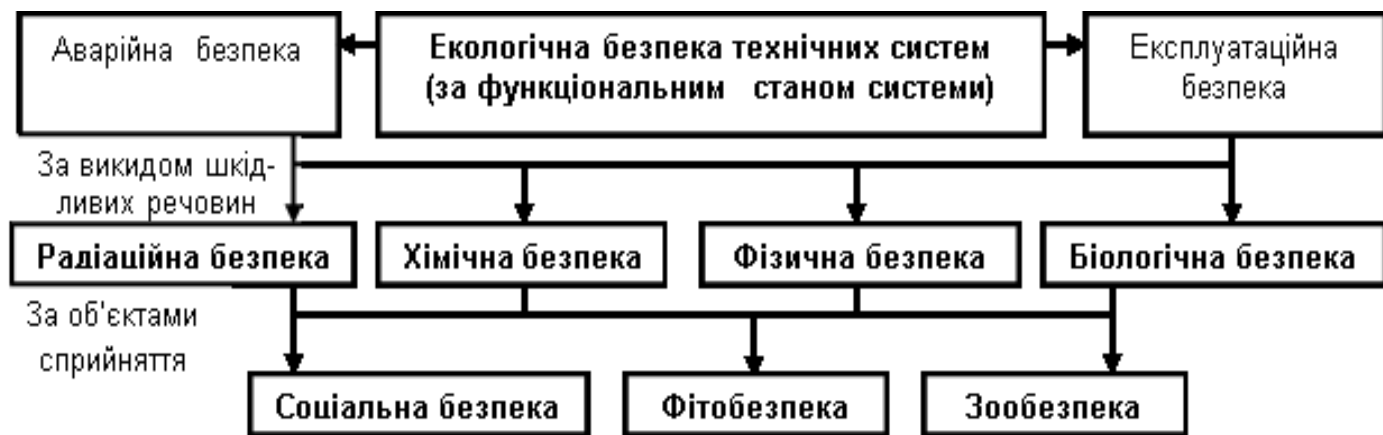 Аварійна безпека
Екологічна безпека технічних систем
(за функціональним станом системи)
Експлуатаційна
безпека
За викидом шкід-
ливих речовин
Радіаційна безпека
Хімічна безпека
Фізична безпека
Біологічна безпека
За об'єктами
сприйняття
Соціальна безпека
Фітобезпека
Зообезпека